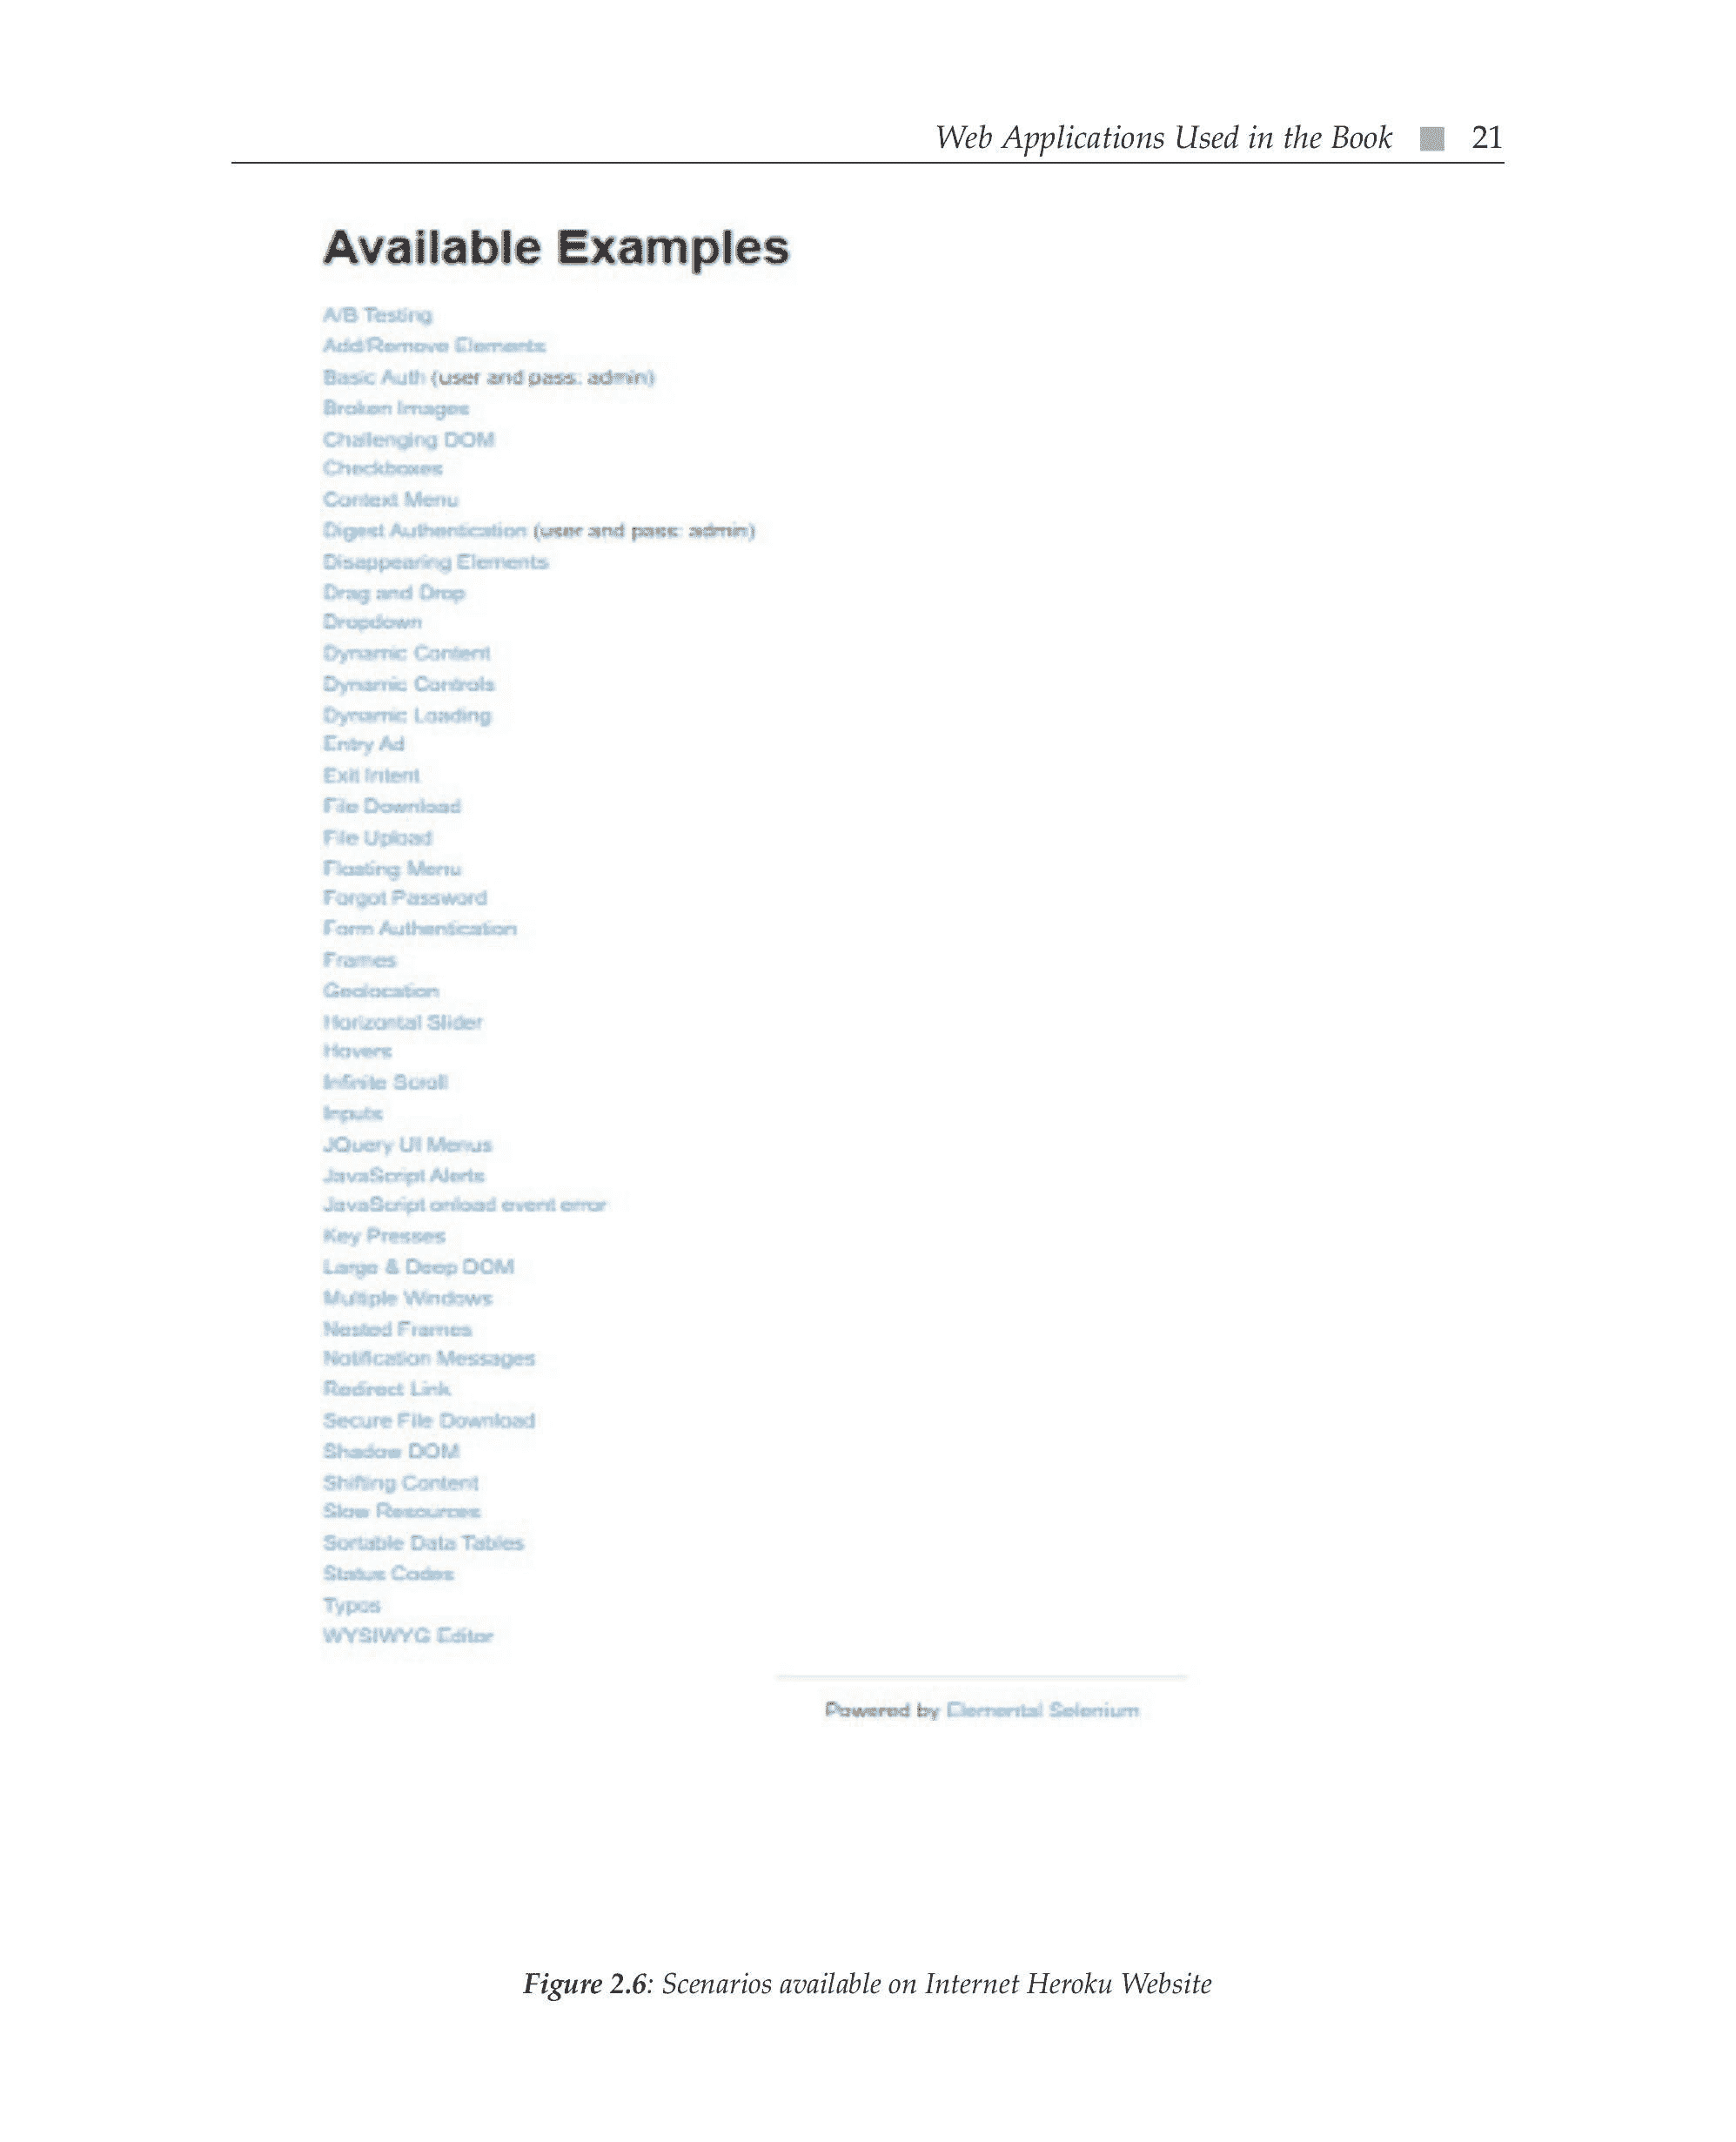 Web Applications Used in the Book 21
Available Examples
A/B Testing
Add/Remove Elements
Basic Auth (user and pass: admin)
Broken Images
Challenging DOM
Checkboxes
Context Menu
Digest Authentication (user and pass: admin)
Disappearing Elements
Drag and Drop
Dropdown
Dynamic Content
Dynamic Controls
Dynamic Loading
Entry Ad
Exit Intent
File Download
File Upload
Floating Menu
Forgot Password
Form Authentication
Frames
Geolocation
Horizontal Slider
Hovers
Infinite Scroll
Inputs
JQuery UI Menus
JavaScript Alerts
JavaScript onload event error
Key Presses
Large & Deep DOM
Multiple Windows
Nested Frames
Notification Messages
Redirect Link
Secure File Download
Shadow DOM
Shifting Content
Slow Resources
Sortable Data Tables
Status Codes
Typos
WYSIWYG Editor
Powered by Elemental Selenium
Figure 2.6: Scenarios available on Internet Heroku Website